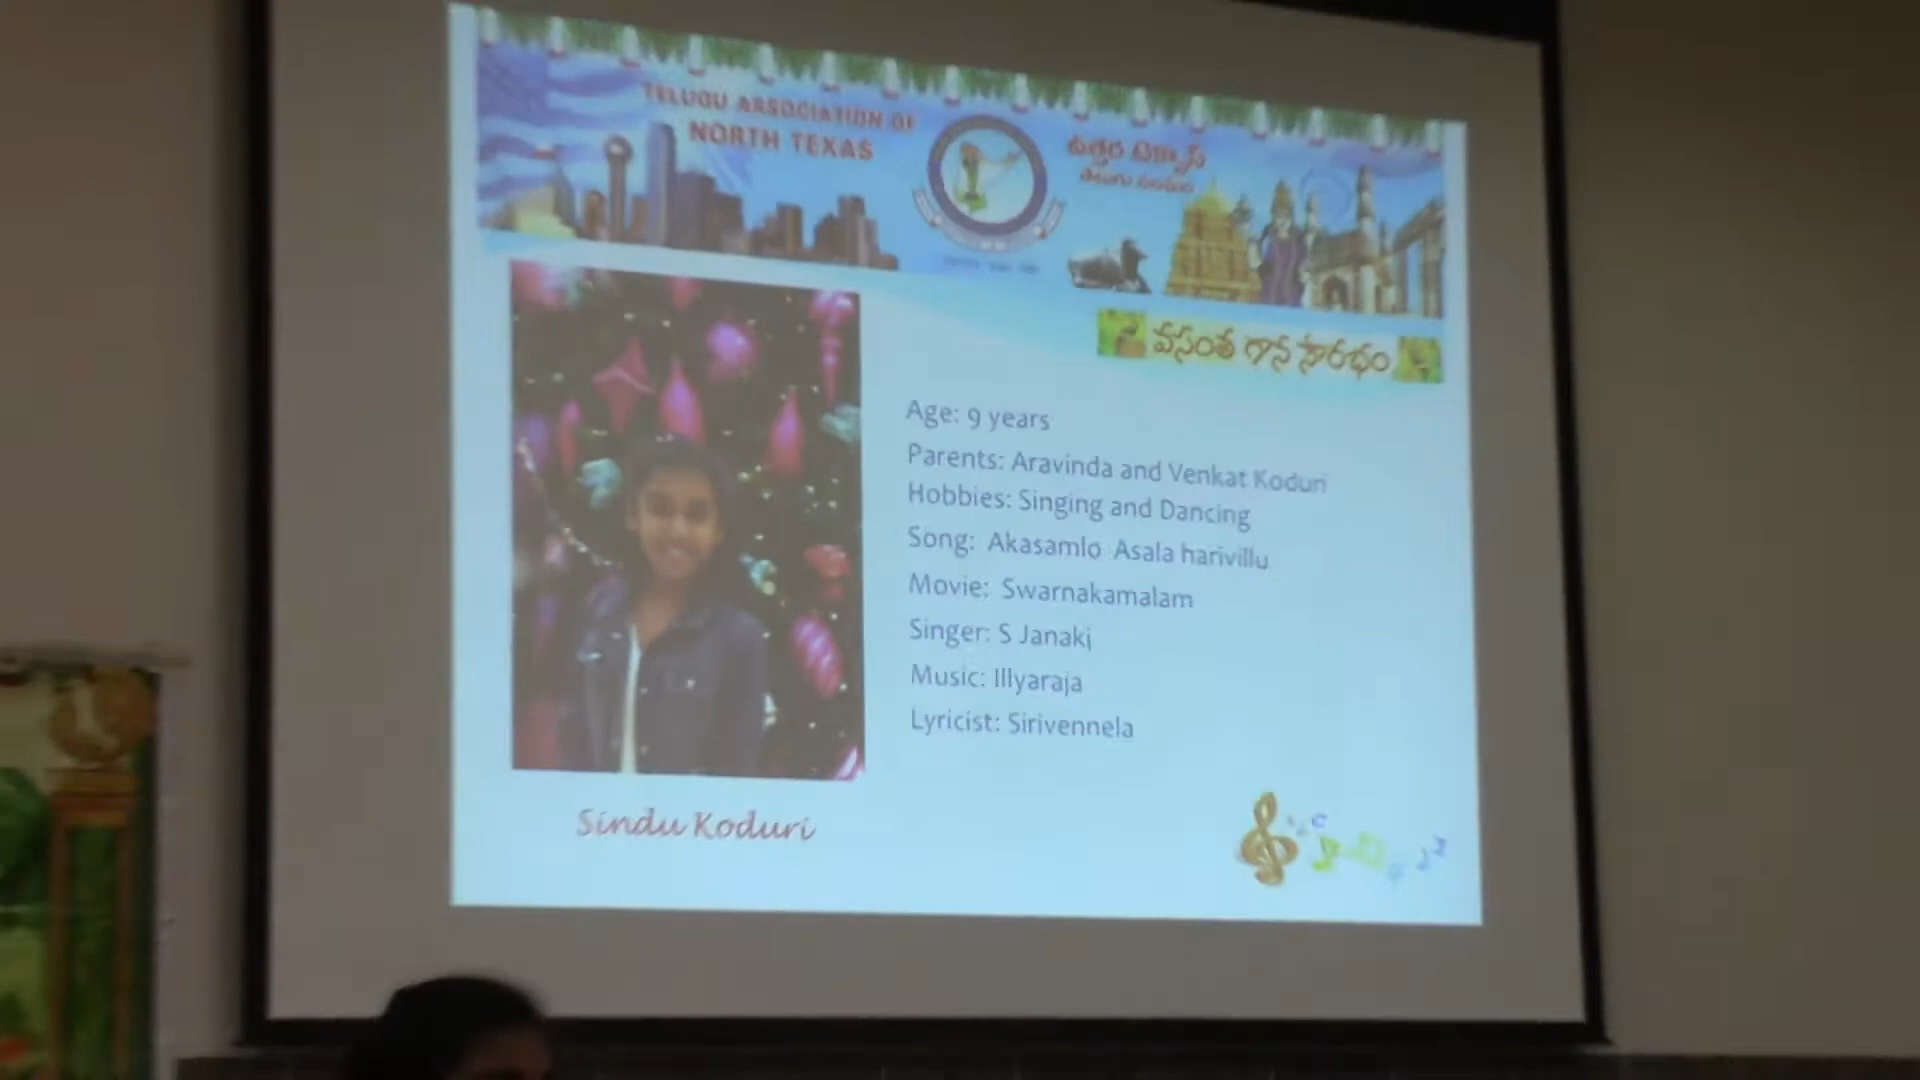 TELUGU ASSOCIATION OF
NORTH TEXAS
ఉత్తర టెక్సాస్
తెలుగు సంఘం
వసంత గాన సౌరభం
Age: 9 years
Parents: Aravinda and Venkat Koduri
Hobbies: Singing and Dancing
Song: Akasamlo Asala harivillu
Movie: Swarnakamalam
Singer: S Janaki
Music: Illyaraja
Lyricist: Sirivennela
Sindu Koduri